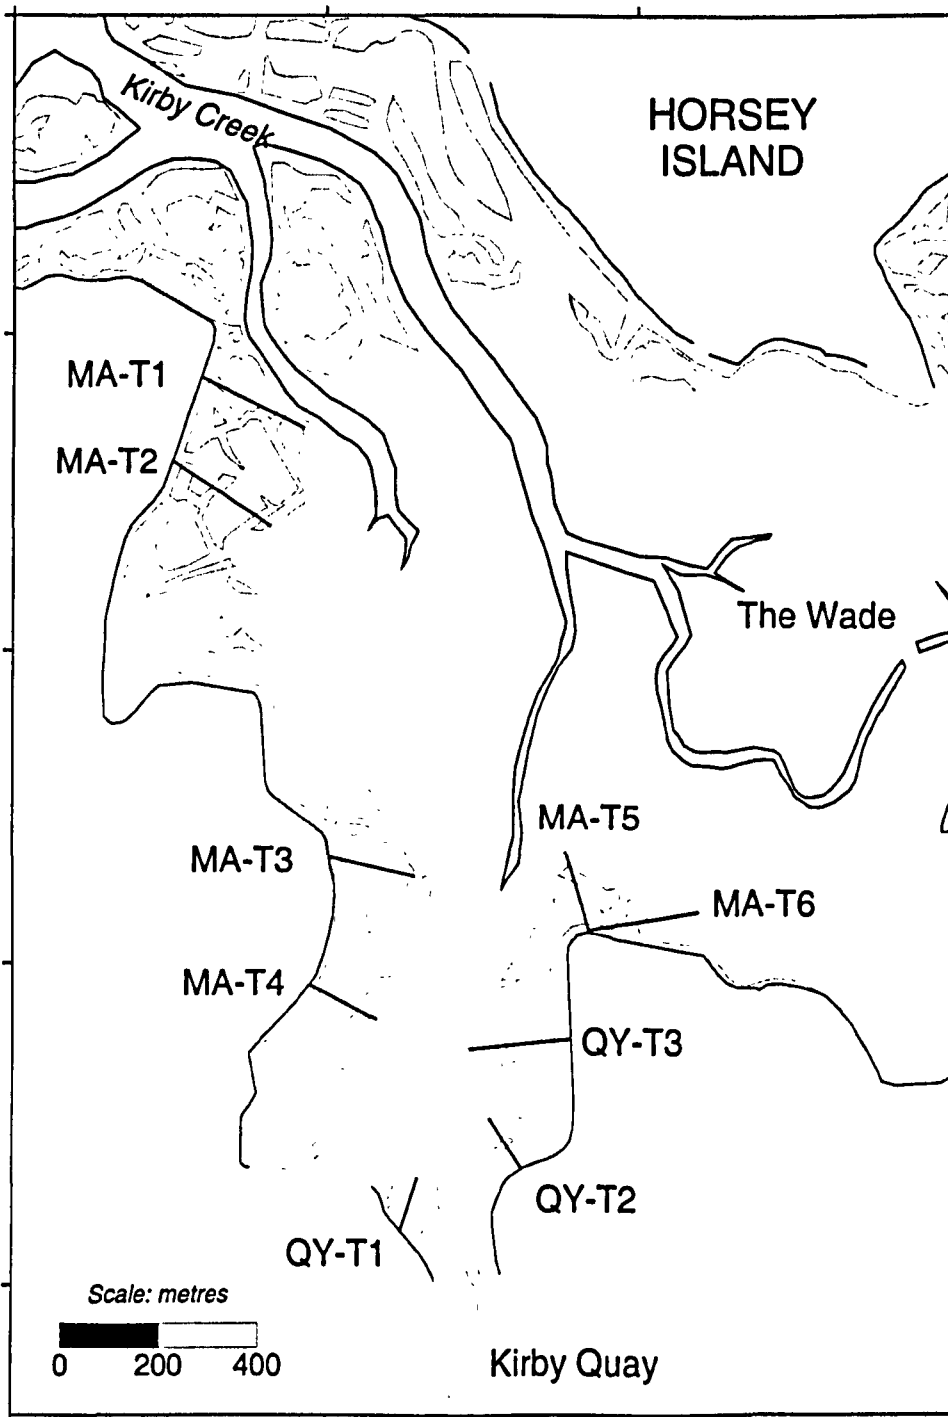 Kirby Creek
HORSEY
ISLAND
MA-T1
MA-T2
The Wade
MA-T5
MA-T3
MA-T6
MA-T4
QY-T3
QY-T2
QY-T1
Scale: metres
0 200 400
Kirby Quay